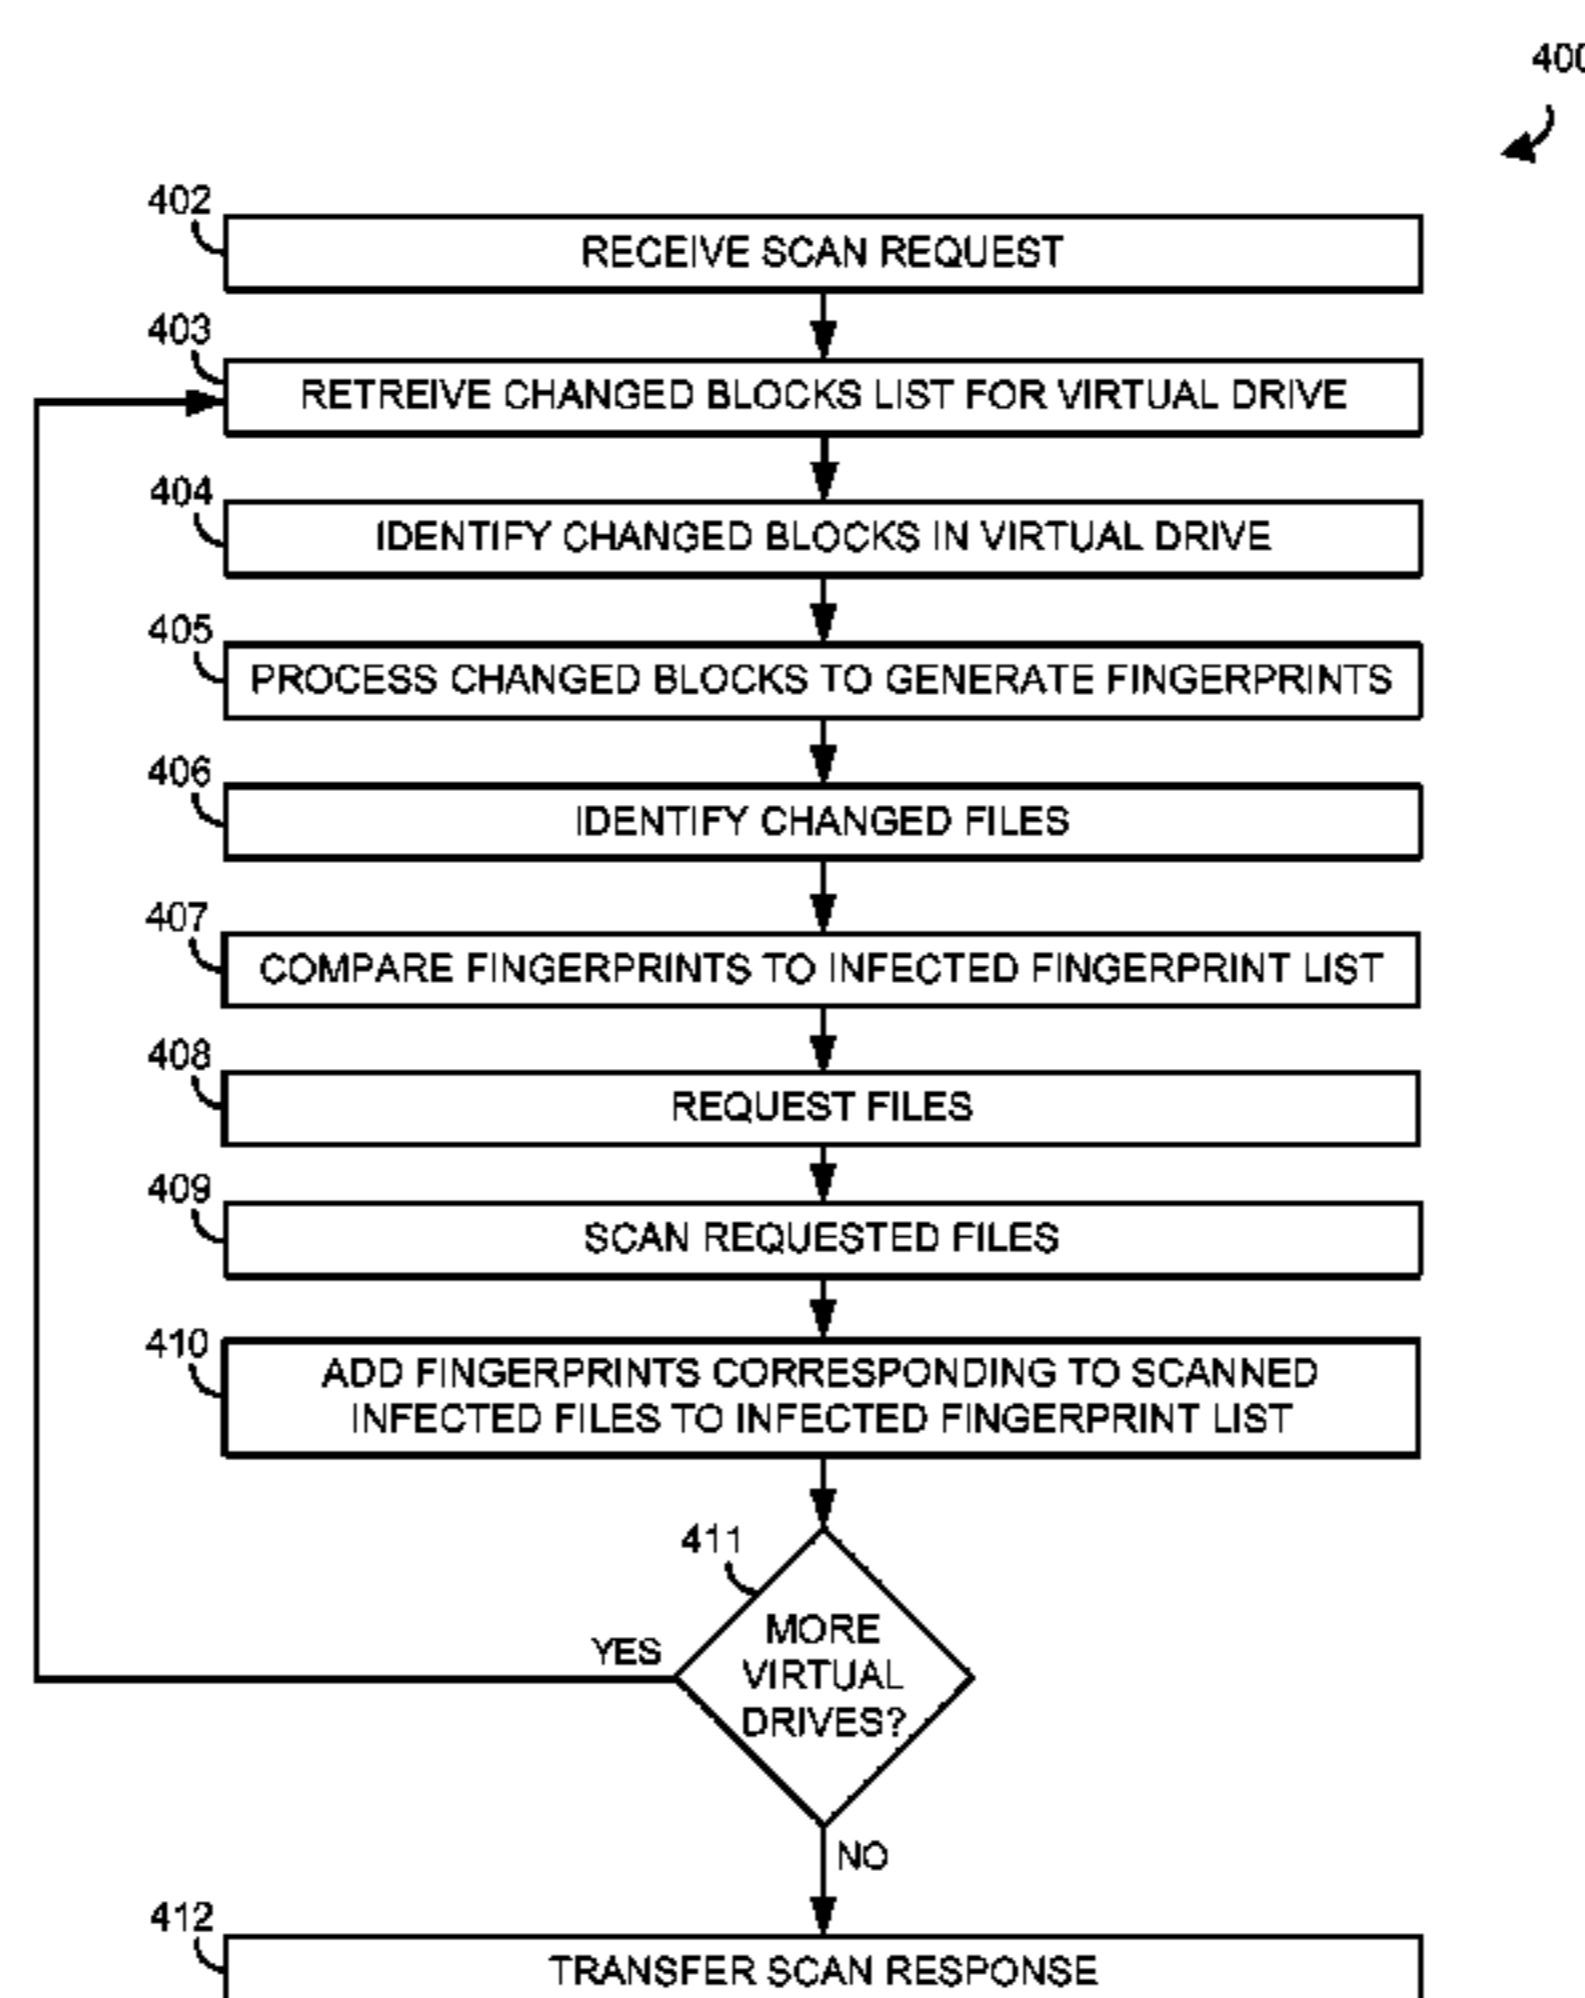 400
402
RECEIVE SCAN REQUEST
403
RETREIVE CHANGED BLOCKS LIST FOR VIRTUAL DRIVE
404
IDENTIFY CHANGED BLOCKS IN VIRTUAL DRIVE
405
PROCESS CHANGED BLOCKS TO GENERATE FINGERPRINTS
406
IDENTIFY CHANGED FILES
407
COMPARE FINGERPRINTS TO INFECTED FINGERPRINT LIST
408
REQUEST FILES
409
SCAN REQUESTED FILES
410
ADD FINGERPRINTS CORRESPONDING TO SCANNED
INFECTED FILES TO INFECTED FINGERPRINT LIST
411
MORE
YES
VIRTUAL
DRIVES?
NO
412
TRANSFER SCAN RESPONSE